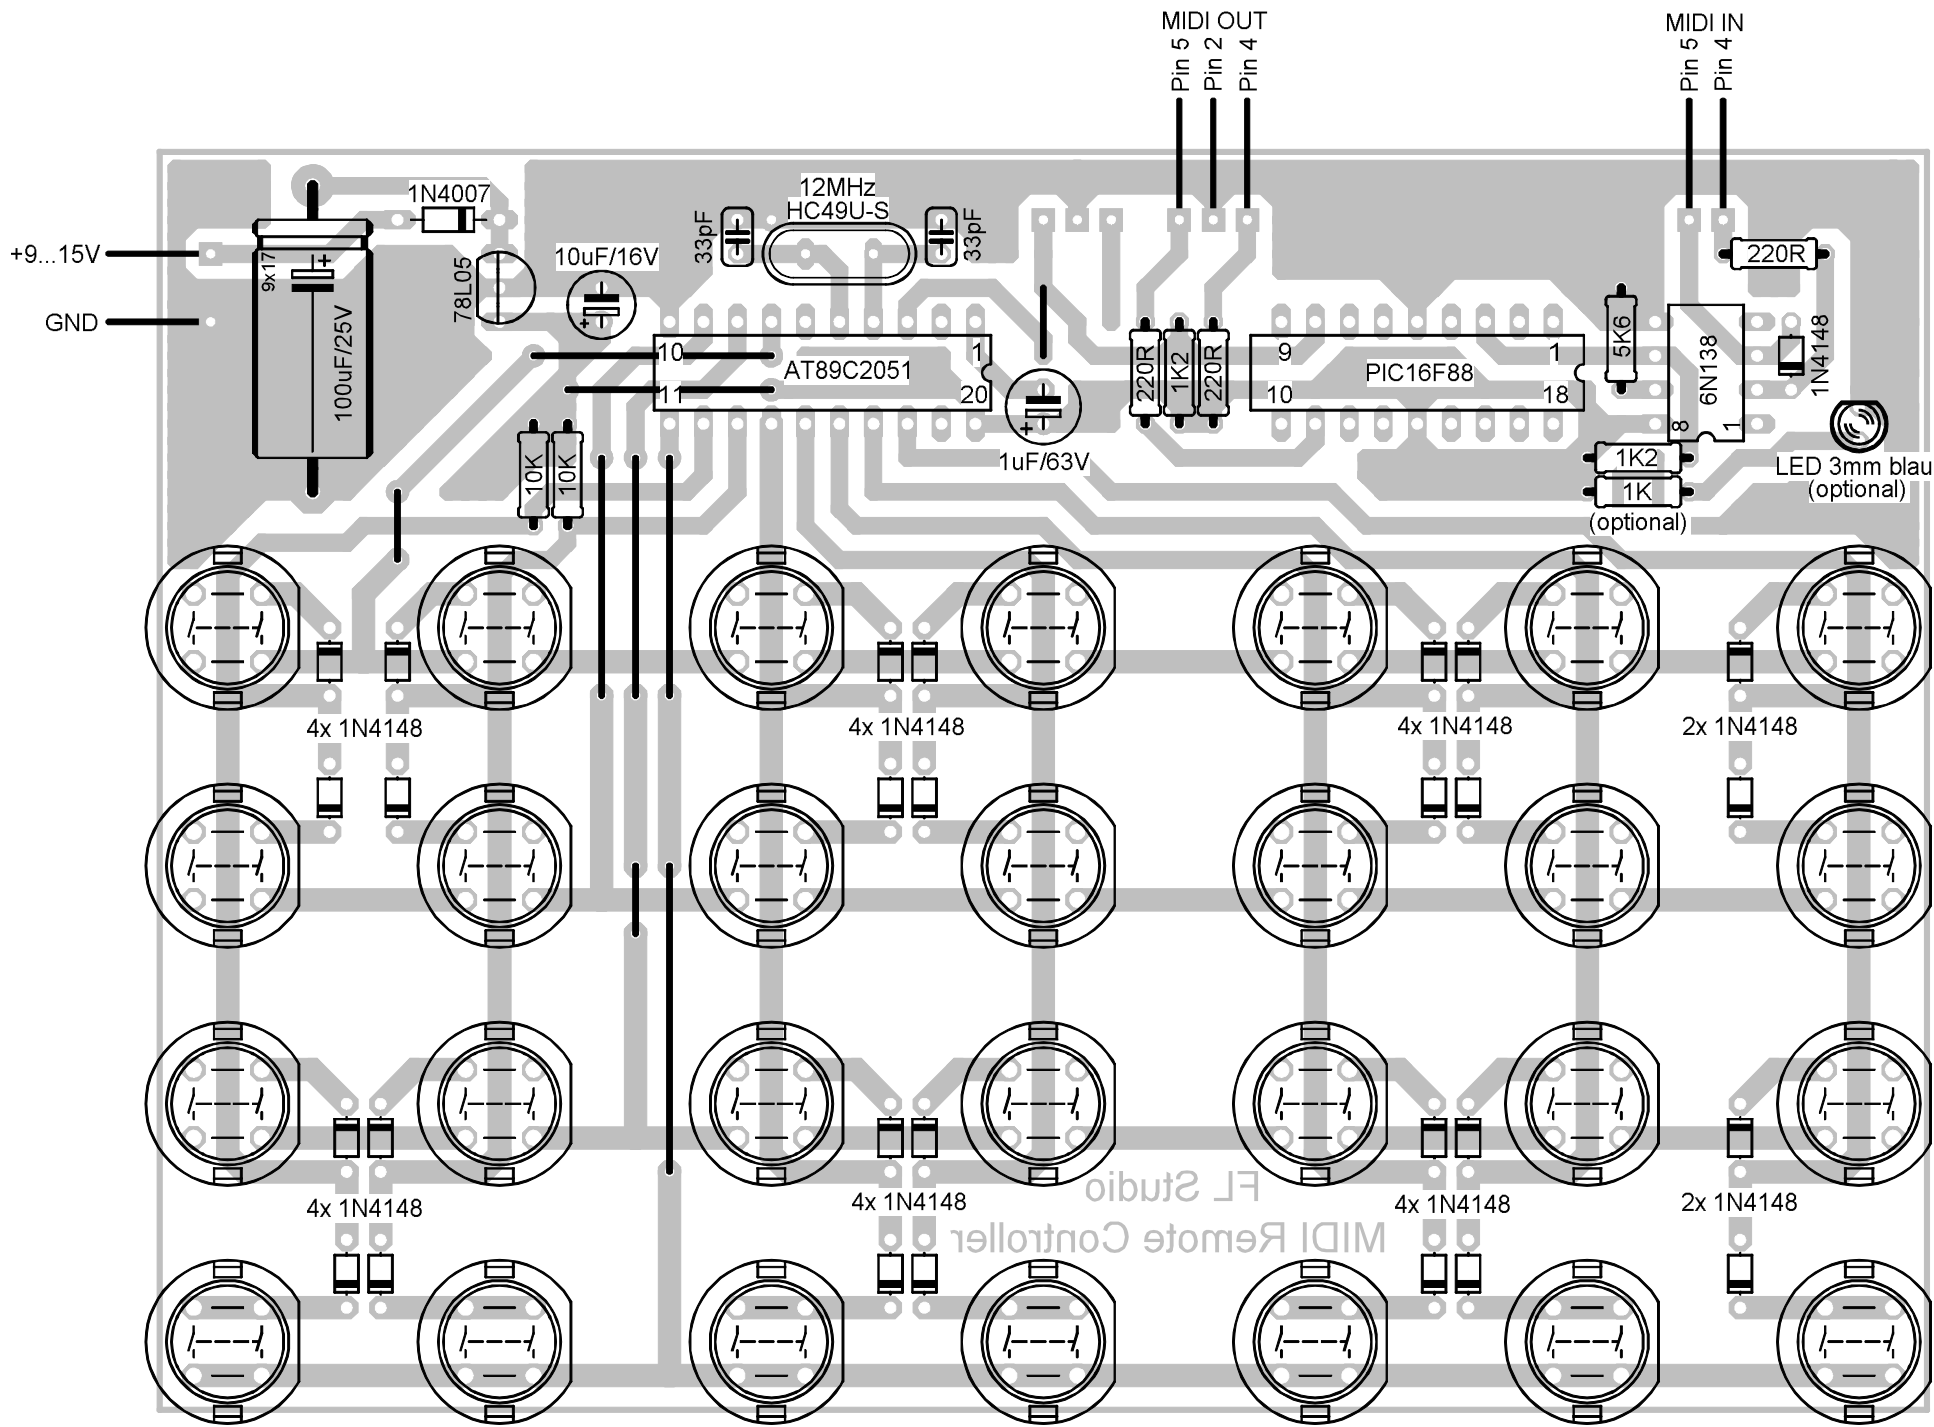 MIDI OUT
MIDI IN
Pin 5
Pin 2
Pin 4
Pin 5
Pin 4
12MHz
HC49U-S
1N4007
33pF
33pF
+9...15V
9x17
+
100uF/25V
78L05
10uF/16V
+
220R
GND
10
1
AT89C2051
11
20
220R
1K2
220R
9
1
PIC16F88
10
18
5K6
6N138
8
1
1N4148
+
1uF/63V
10K
10K
1K2
1K
(optional)
LED 3mm blau
(optional)
4x 1N4148
4x 1N4148
4x 1N4148
2x 1N4148
FL Studio
MIDI Remote Controller
4x 1N4148
4x 1N4148
4x 1N4148
2x 1N4148